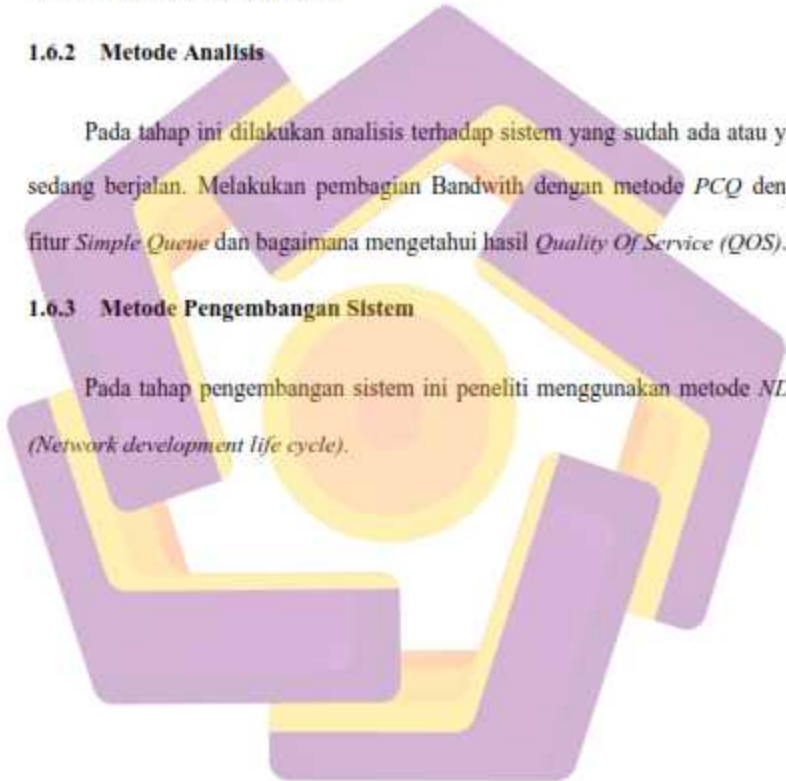 1.6.2 Metode Analisis
Pada tahap ini dilakukan analisis terhadap sistem yang sudah ada atau y
sedang berjalan. Melakukan pembagian Bandwith dengan metode PCQ den
fitur Simple Queue dan bagaimana mengetahui hasil Quality Of Service (QOS).
1.6.3 Metode Pengembangan Sistem
Pada tahap pengembangan sistem ini peneliti menggunakan metode ND
(Network development life cycle).